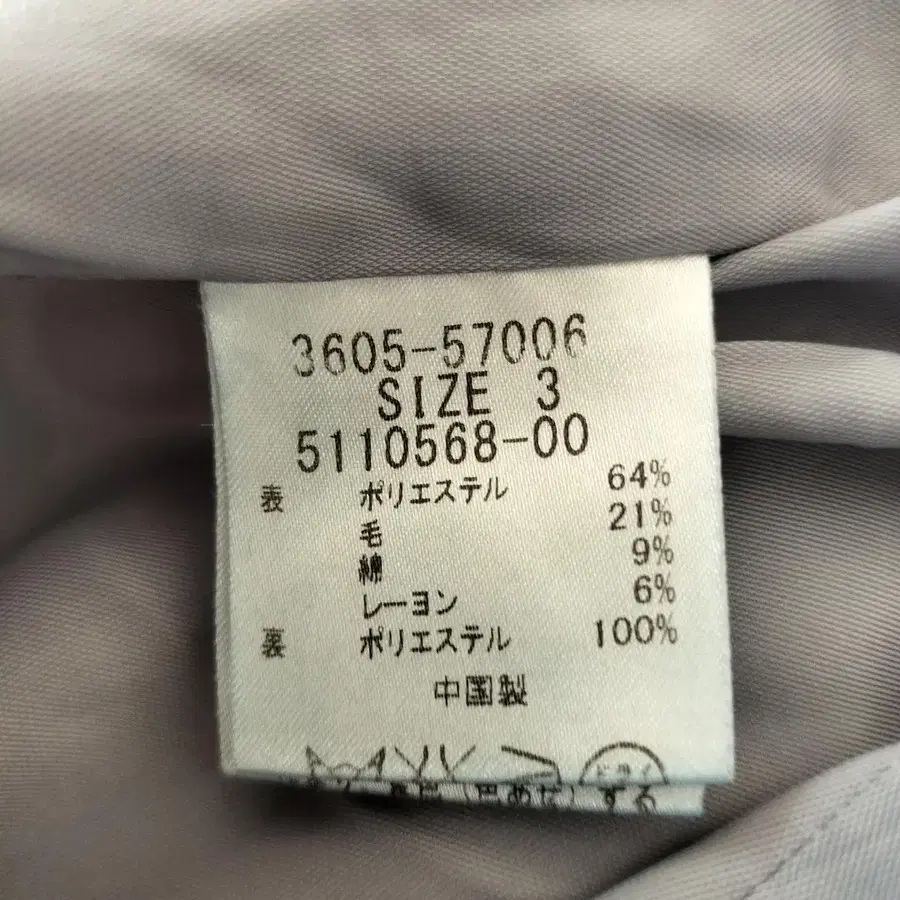 3605-57006
SIZE 3
5110568-00
表 ポリエステル 64%
毛 21%
綿 9%
レーヨン 6%
裏 ポリエステル 100%
中国製